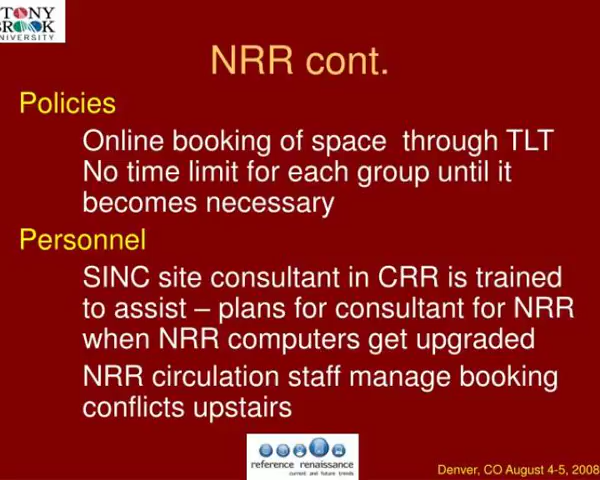 STONY
BROOK
UNIVERSITY
NRR cont.
Policies
Online booking of space through TLT
No time limit for each group until it
becomes necessary
Personnel
SINC site consultant in CRR is trained
to assist – plans for consultant for NRR
when NRR computers get upgraded
NRR circulation staff manage booking
conflicts upstairs
reference renaissance
current and future trends
Denver, CO August 4-5, 2008